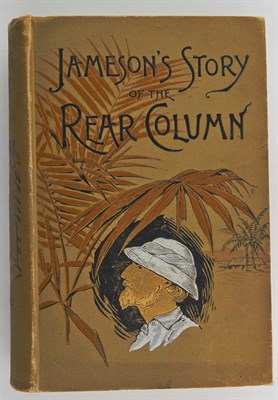 JAMESON'S STORY
OF THE
REAR COLUMN